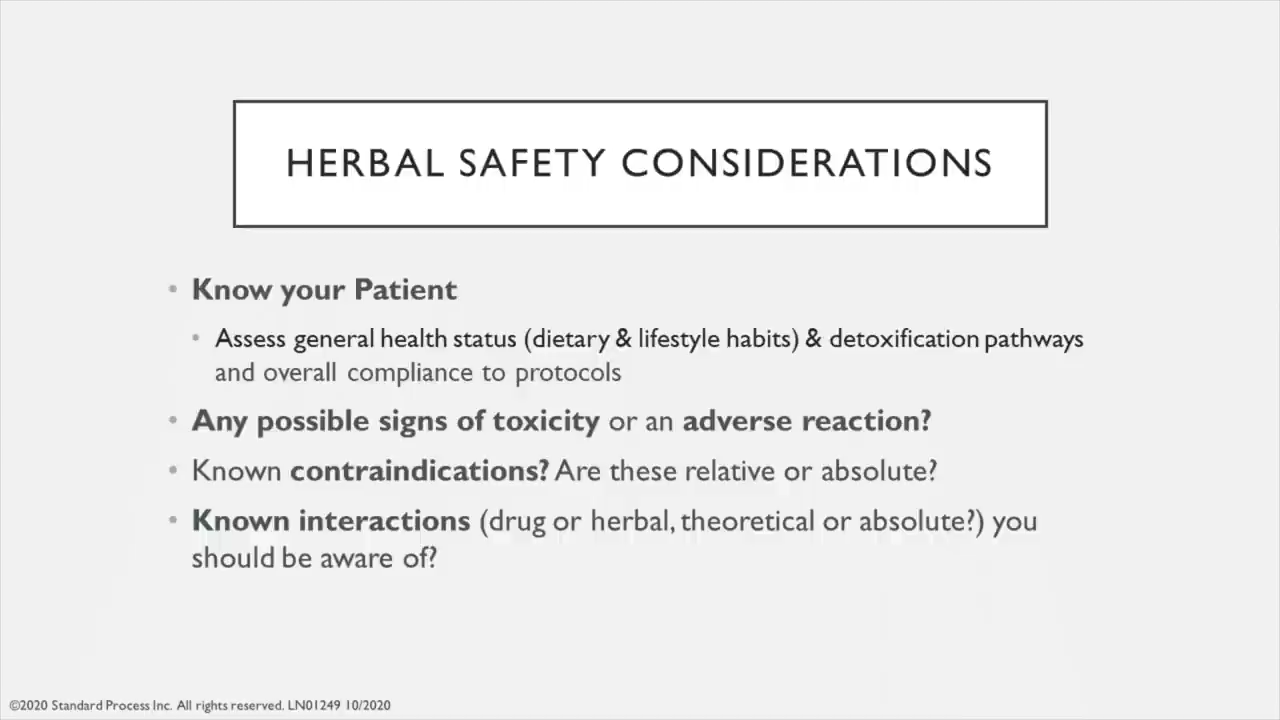 HERBAL SAFETY CONSIDERATIONS
• Know your Patient
• Assess general health status (dietary & lifestyle habits) & detoxification pathways
and overall compliance to protocols
• Any possible signs of toxicity or an adverse reaction?
• Known contraindications? Are these relative or absolute?
• Known interactions (drug or herbal, theoretical or absolute?) you
should be aware of?
©2020 Standard Process Inc. All rights reserved. LN01249 10/2020